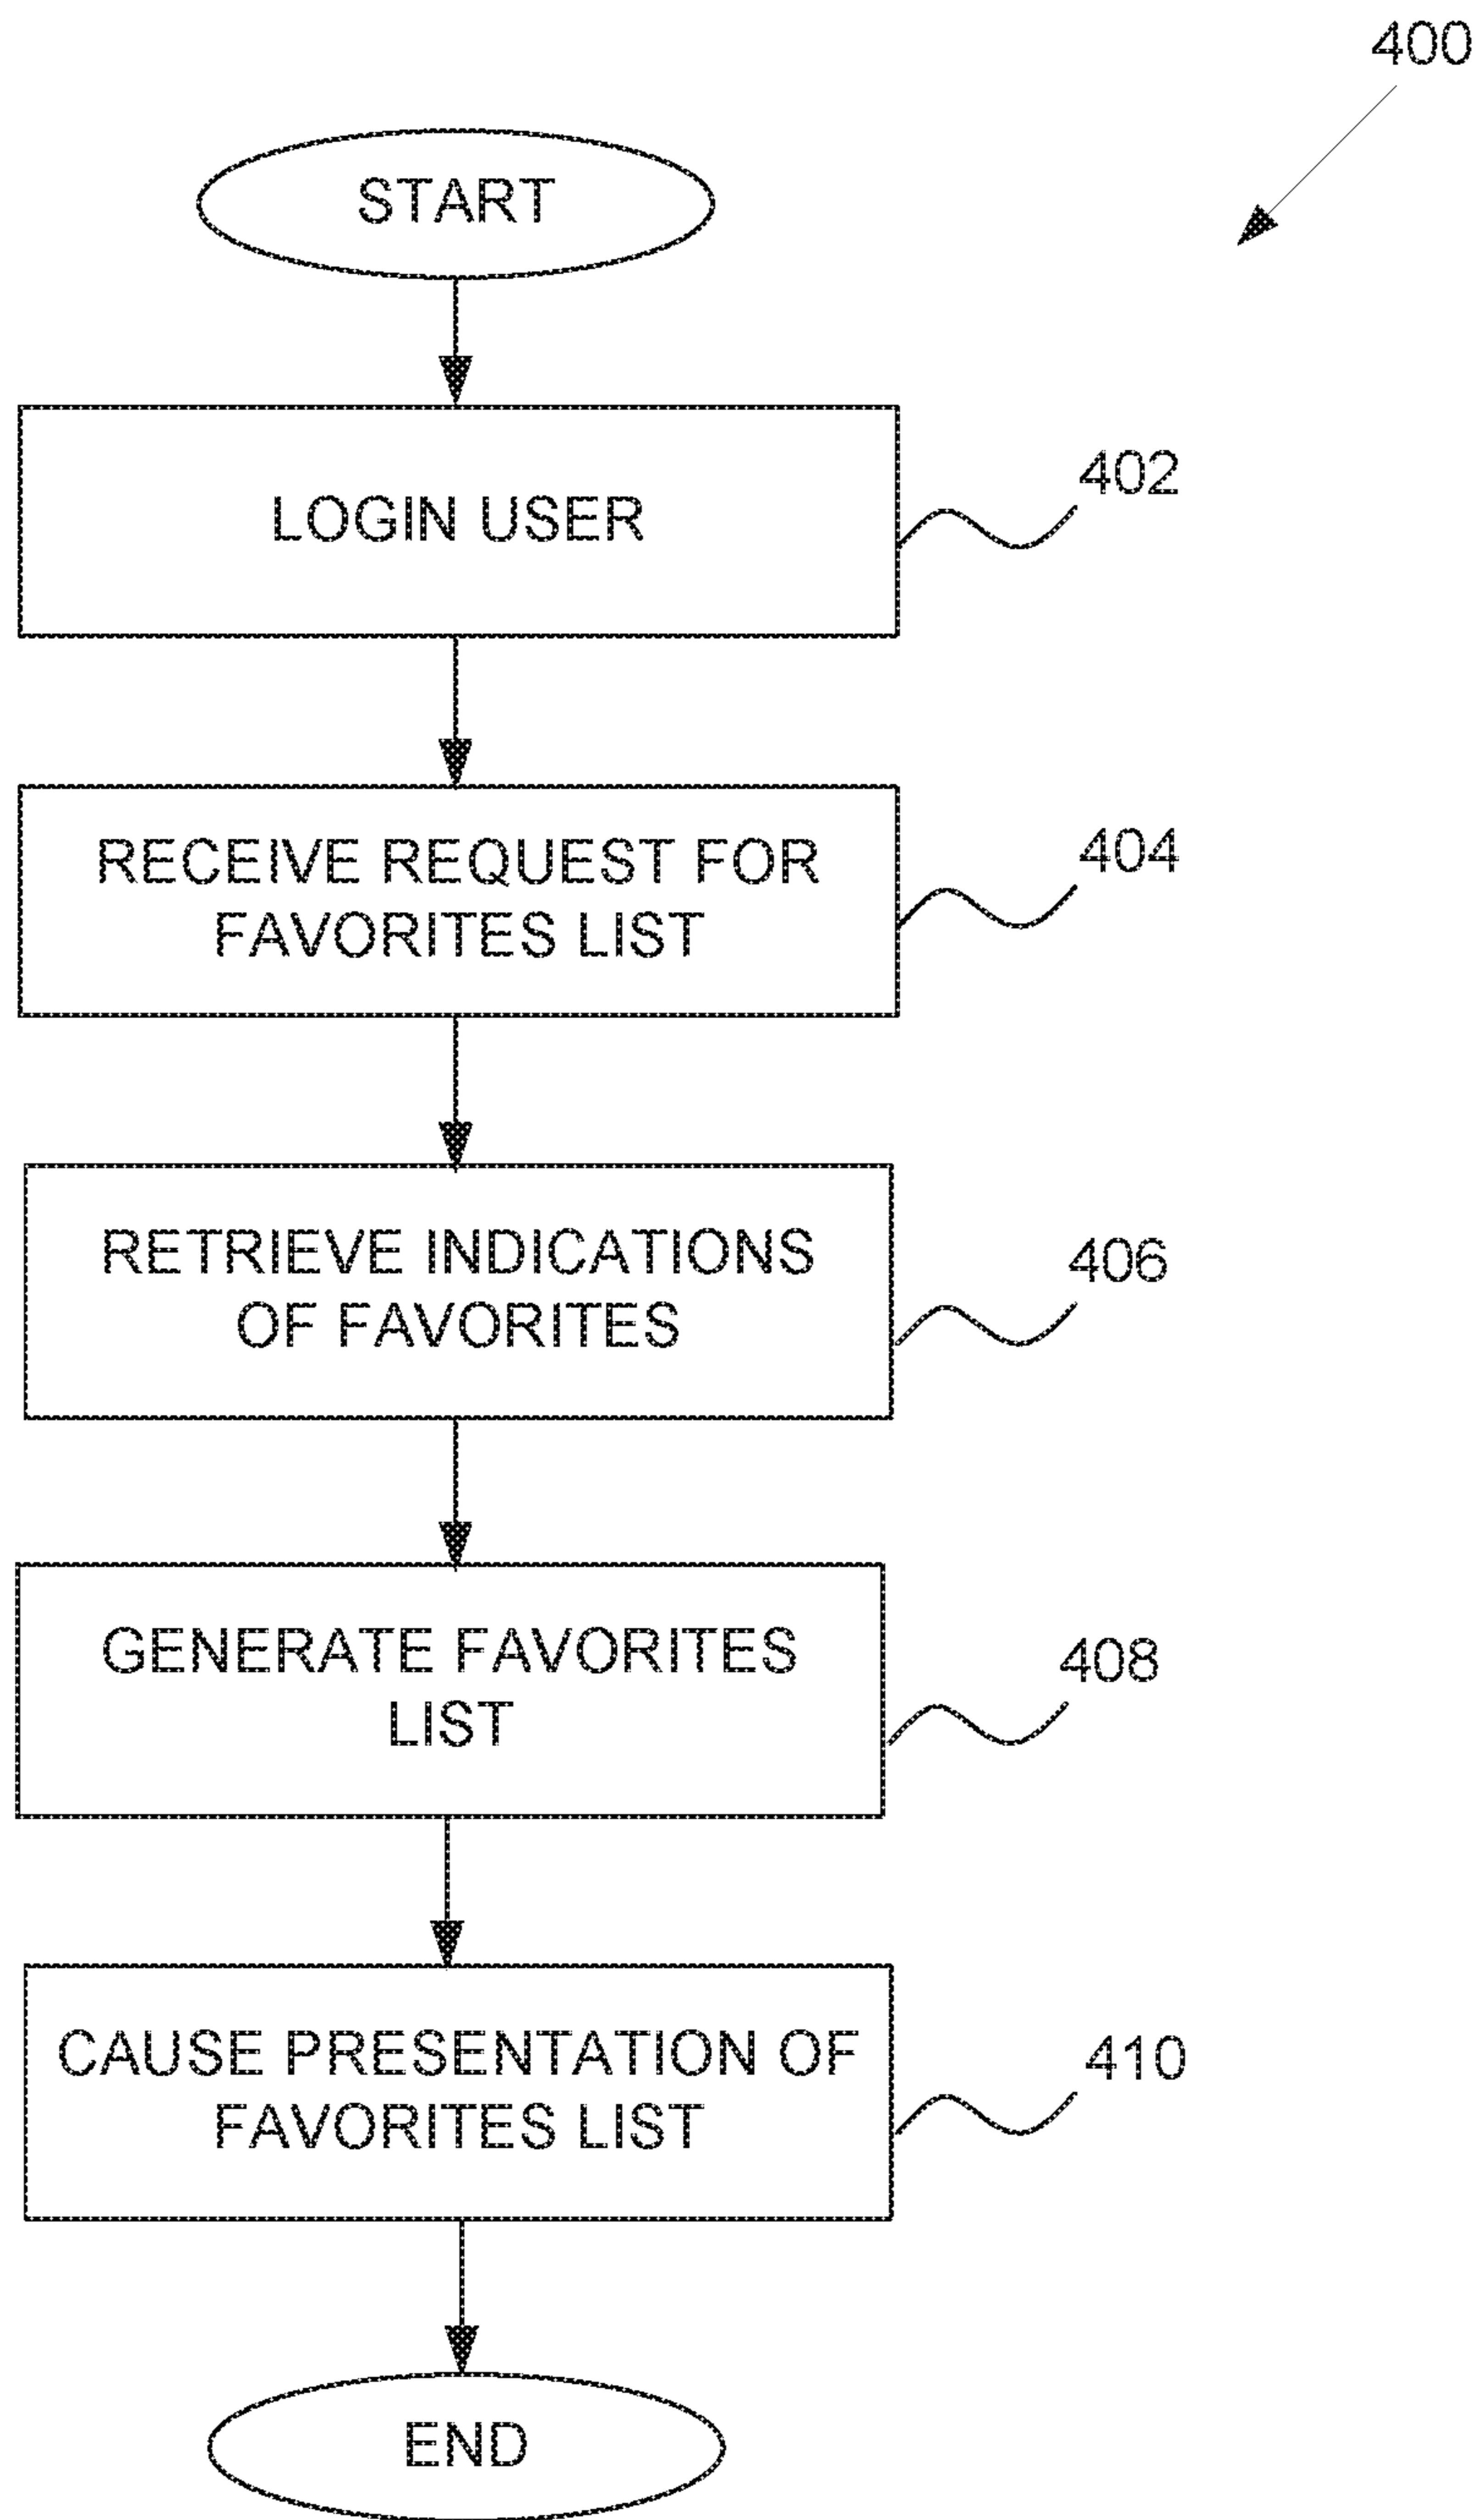 400
START
LOGIN USER
402
RECEIVE REQUEST FOR
FAVORITES LIST
404
RETRIEVE INDICATIONS
OF FAVORITES
406
GENERATE FAVORITES
LIST
408
CAUSE PRESENTATION OF
FAVORITES LIST
410
END